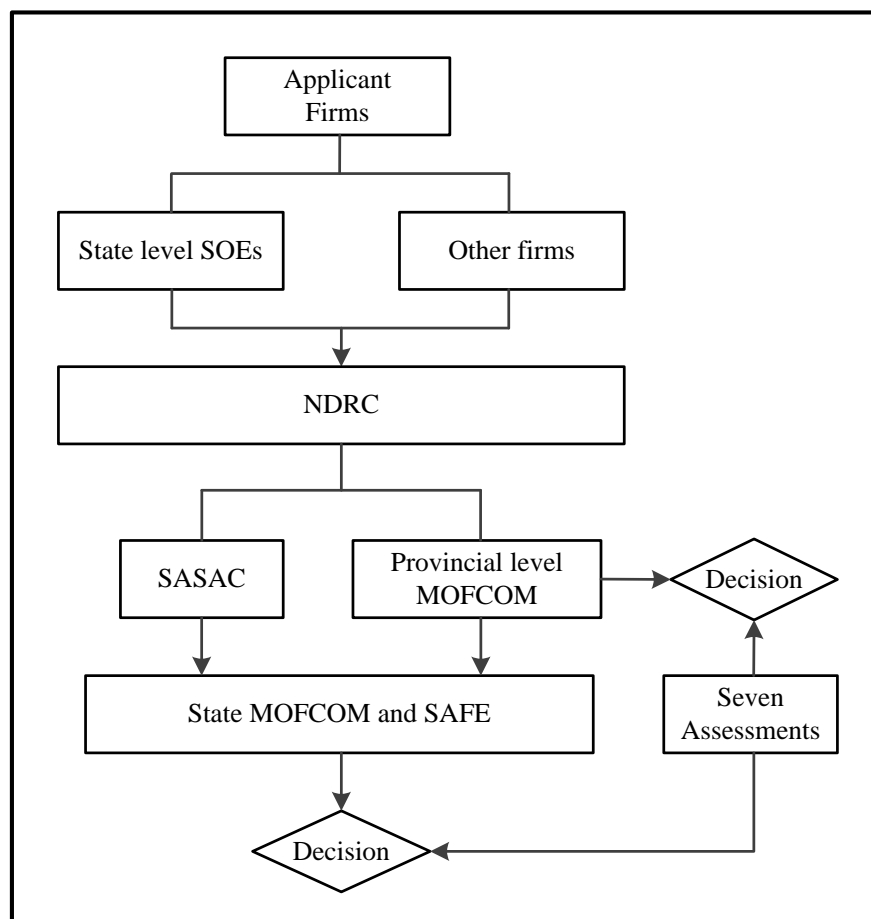 Applicant
Firms
State level SOEs
Other firms
NDRC
SASAC
Provincial level
MOFCOM
Decision
State MOFCOM and SAFE
Seven
Assessments
Decision